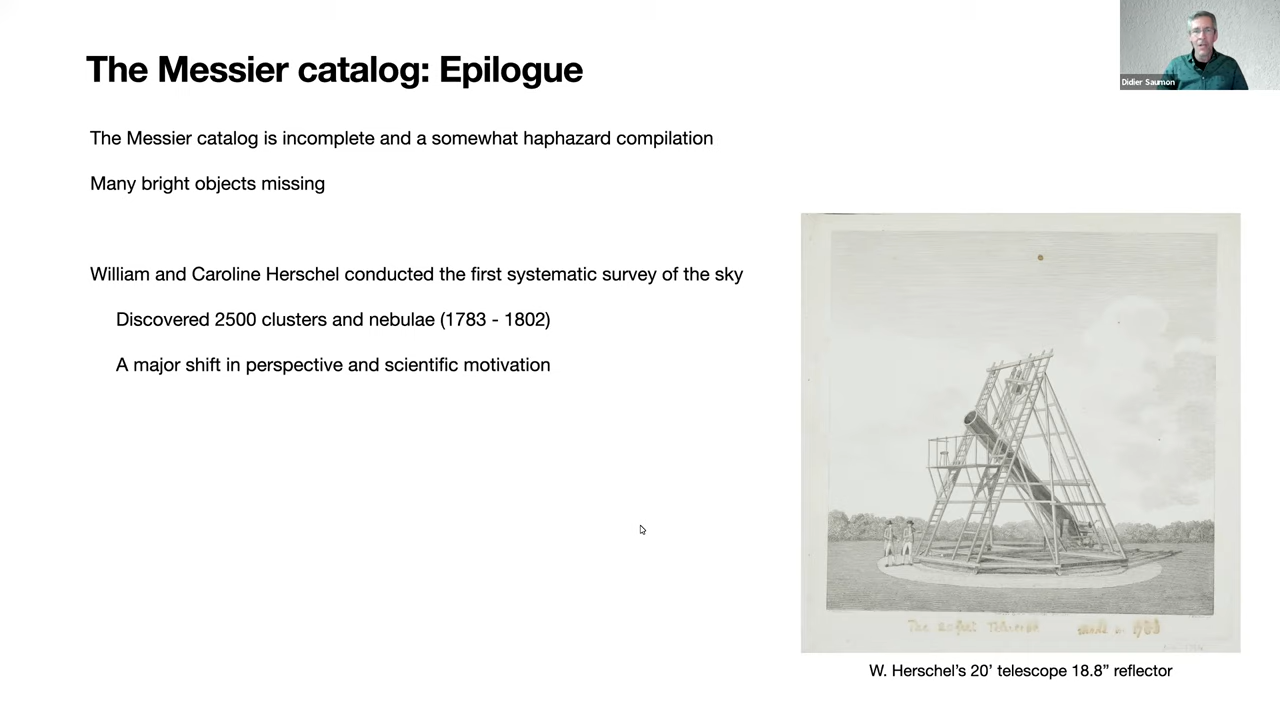 The Messier catalog: Epilogue
Didier Saumon
The Messier catalog is incomplete and a somewhat haphazard compilation
Many bright objects missing
William and Caroline Herschel conducted the first systematic survey of the sky
Discovered 2500 clusters and nebulae (1783 - 1802)
A major shift in perspective and scientific motivation
W. Herschel’s 20’ telescope 18.8” reflector